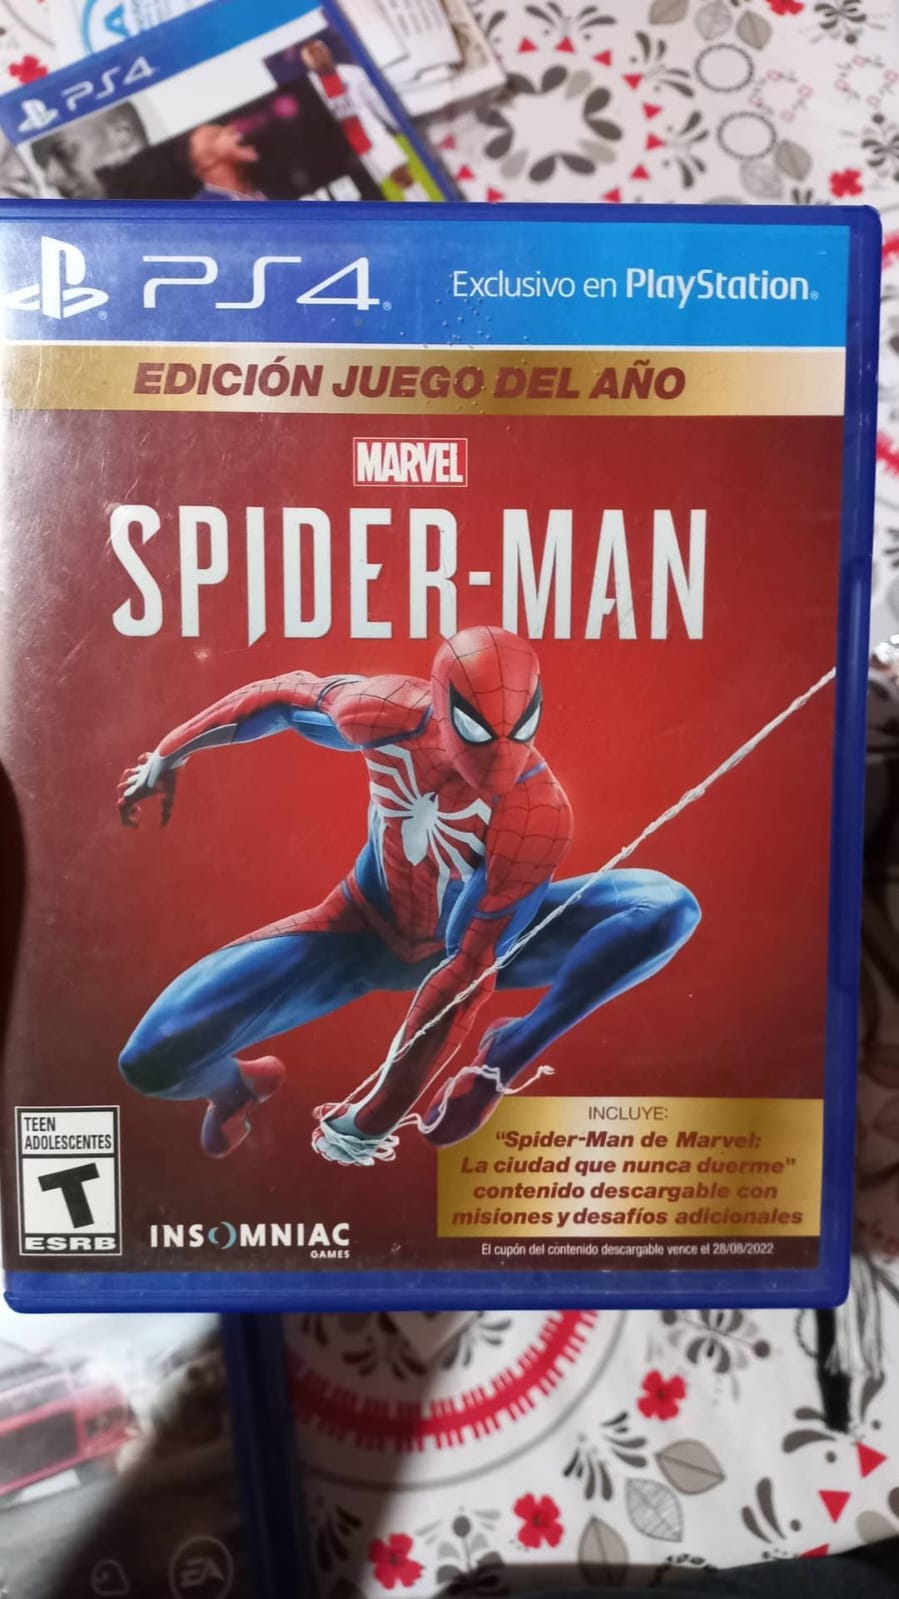 PS4
PS4
Exclusivo en PlayStation
EDICIÓN JUEGO DEL AÑO
MARVEL
SPIDER-MAN
INCLUYE:
"Spider-Man de Marvel:
La ciudad que nunca duerme"
contenido descargable con
misiones y desafíos adicionales
El cupón del contenido descargable vence el 28/08/2022
TEEN
ADOLESCENTES
T
ESRB
INSOMNIAC
GAMES
EA